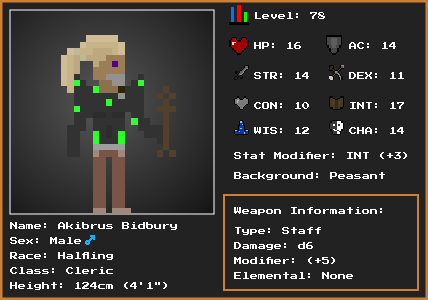 Level: 78
HP: 16 AC: 14
STR: 14 DEX: 11
CON: 10 INT: 17
WIS: 12 CHA: 14
Stat Modifier: INT (+3)
Background: Peasant
Name: Akibrus Bidbury
Sex: Male ♂
Race: Halfling
Class: Cleric
Height: 124cm (4'1")
Weapon Information:
Type: Staff
Damage: d6
Modifier: (+5)
Elemental: None